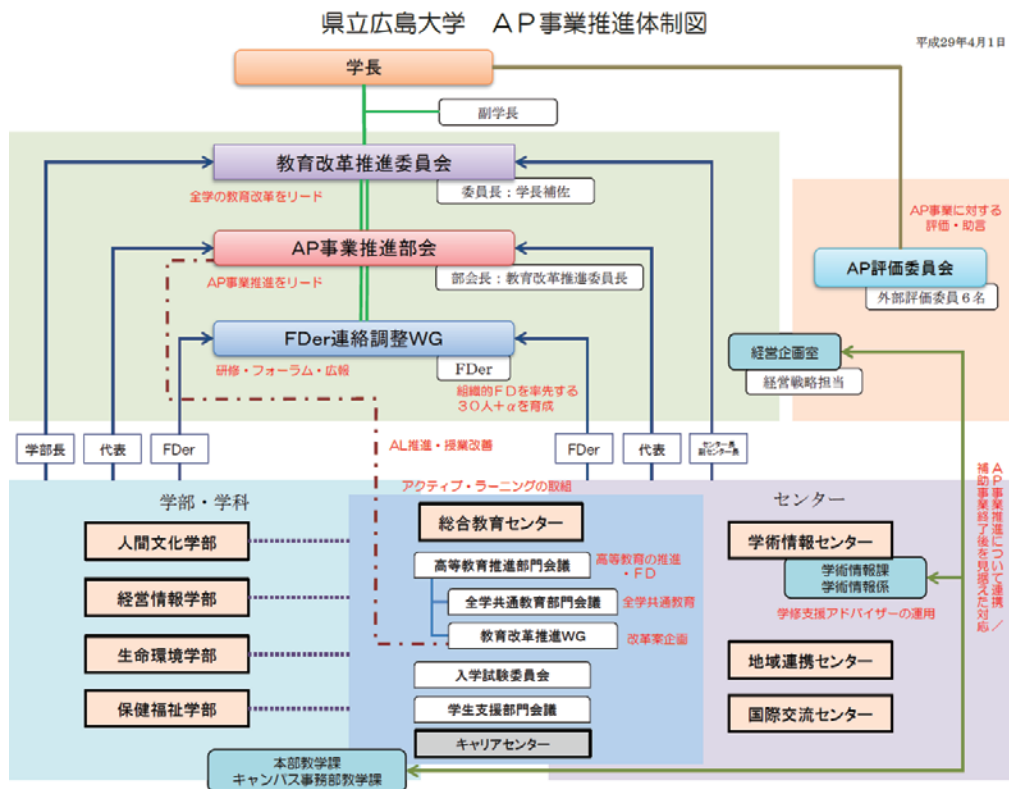 県立広島大学　ＡＰ事業推進体制図
平成29年4月1日
学長
副学長
教育改革推進委員会
委員長：学長補佐
全学の教育改革をリード
AP事業推進部会
部会長：教育改革推進委員長
AP事業推進をリード
FDer連絡調整WG
FDer
研修・フォーラム・広報
組織的ＦＤを率先する
３０人＋αを育成
AP事業に対する
評価・助言
AP評価委員会
外部評価委員６名
経営企画室
経営戦略担当
学部長
代表
FDer
AL推進・授業改善
FDer
代表
センター長
副センター長
学部・学科
人間文化学部
経営情報学部
生命環境学部
保健福祉学部
アクティブ・ラーニングの取組
総合教育センター
高等教育推進部門会議
高等教育の推進
・ＦＤ
全学共通教育部門会議
全学共通教育
教育改革推進WG
改革案企画
入学試験委員会
学生支援部門会議
キャリアセンター
センター
学術情報センター
学術情報課
学術情報係
学修支援アドバイザーの運用
地域連携センター
国際交流センター
ＡＰ事業推進について連携／
補助事業終了後を見据えた対応
本部教学課
キャンパス事務部教学課